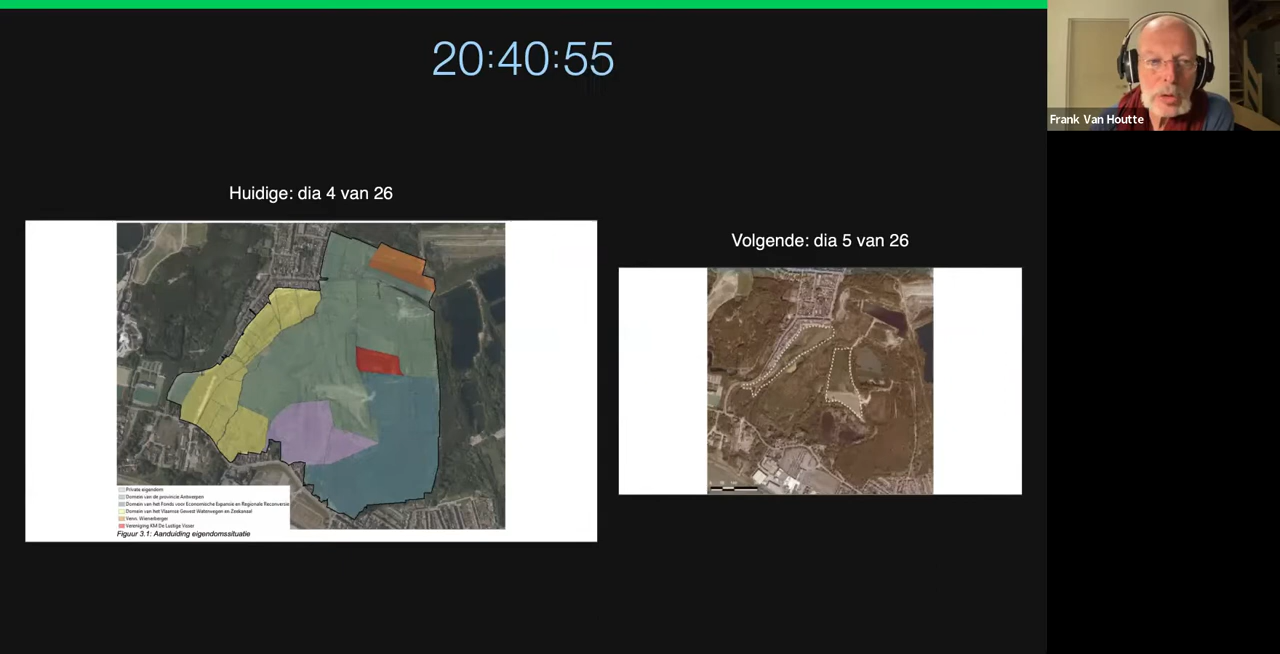 20:40:55
Frank Van Houtte
Huidige: dia 4 van 26
Volgende: dia 5 van 26
Private eigendom
Domein van de provincie Antwerpen
Domein van het Fonds voor Economische Expansie en Regionale Reconversie
Domein van het Vlaamse Gewest Waterwegen en Zeekanaal
Venn. Wienerberger
Vereniging KM De Lustige Visser
Figuur 3.1: Aanduiding eigendomssituatie